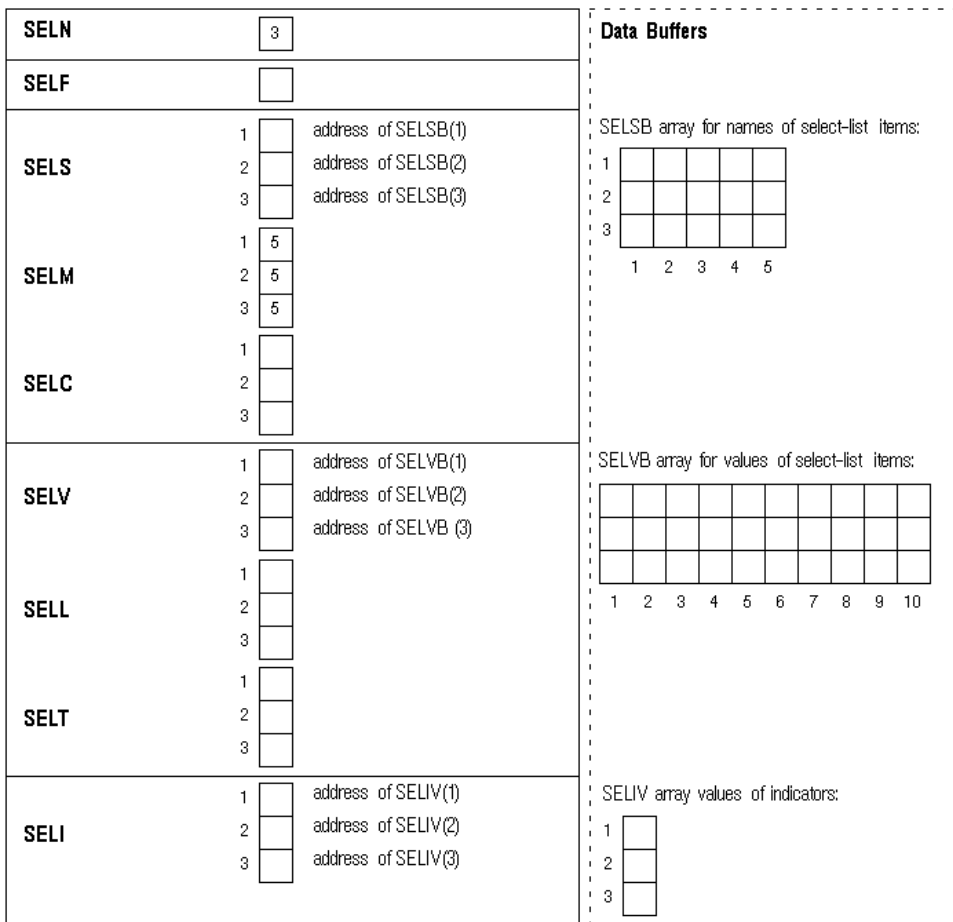 SELN
3
SELF
SELS
1 address of SELSB(1)
2 address of SELSB(2)
3 address of SELSB(3)
SELM
1 5
2 5
3 5
SELC
1
2
3
SELV
1 address of SELVB(1)
2 address of SELVB(2)
3 address of SELVB (3)
SELL
1
2
3
SELT
1
2
3
SELI
1 address of SELIV(1)
2 address of SELIV(2)
3 address of SELIV(3)
Data Buffers
SELSB array for names of select-list items:
1
2
3
1 2 3 4 5
SELVB array for values of select-list items:
1 2 3 4 5 6 7 8 9 10
SELIV array values of indicators:
1
2
3